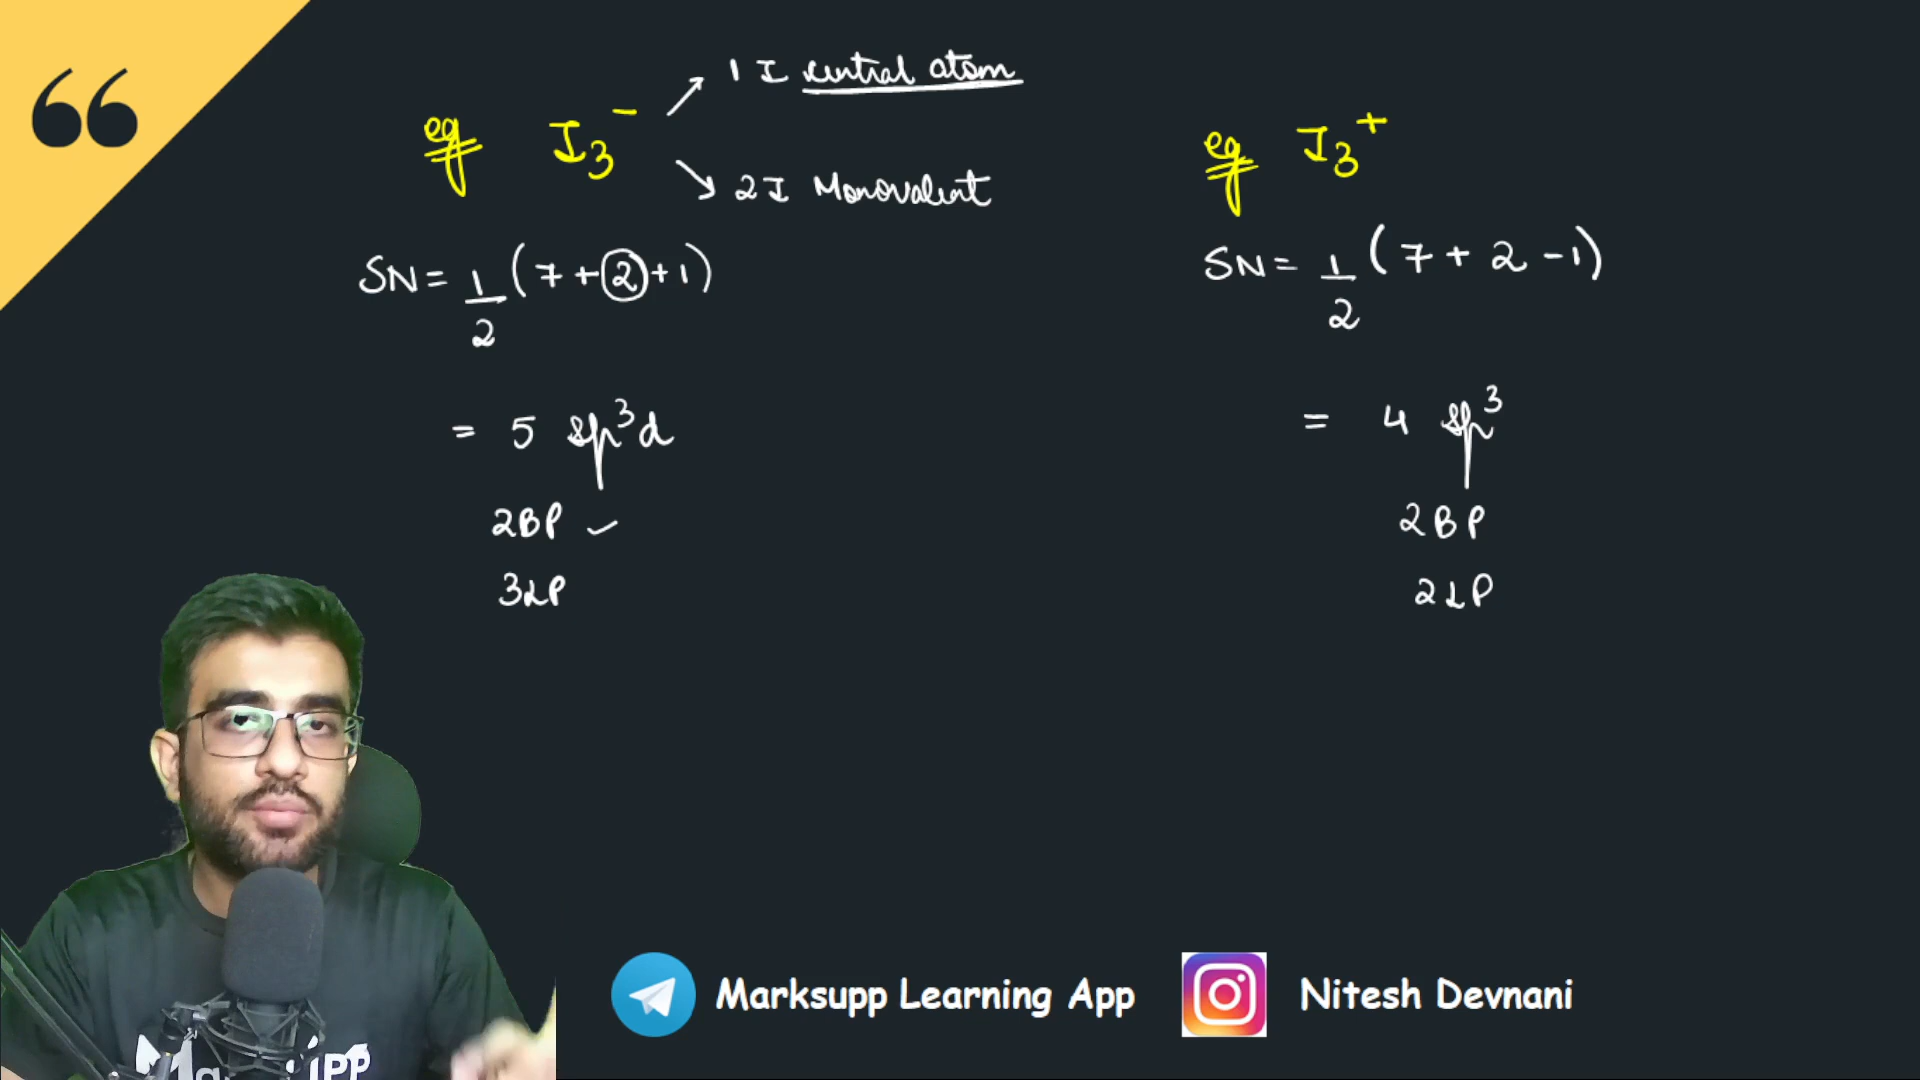 eg I3⁻
1 I central atom
2 I Monovalent
SN = 1/2 (7 + 2 + 1)
= 5 sp³d
2BP ✓
3LP
eg I3⁺
SN = 1/2 (7 + 2 - 1)
= 4 sp³
2BP
2LP
Marksupp Learning App
Nitesh Devnani